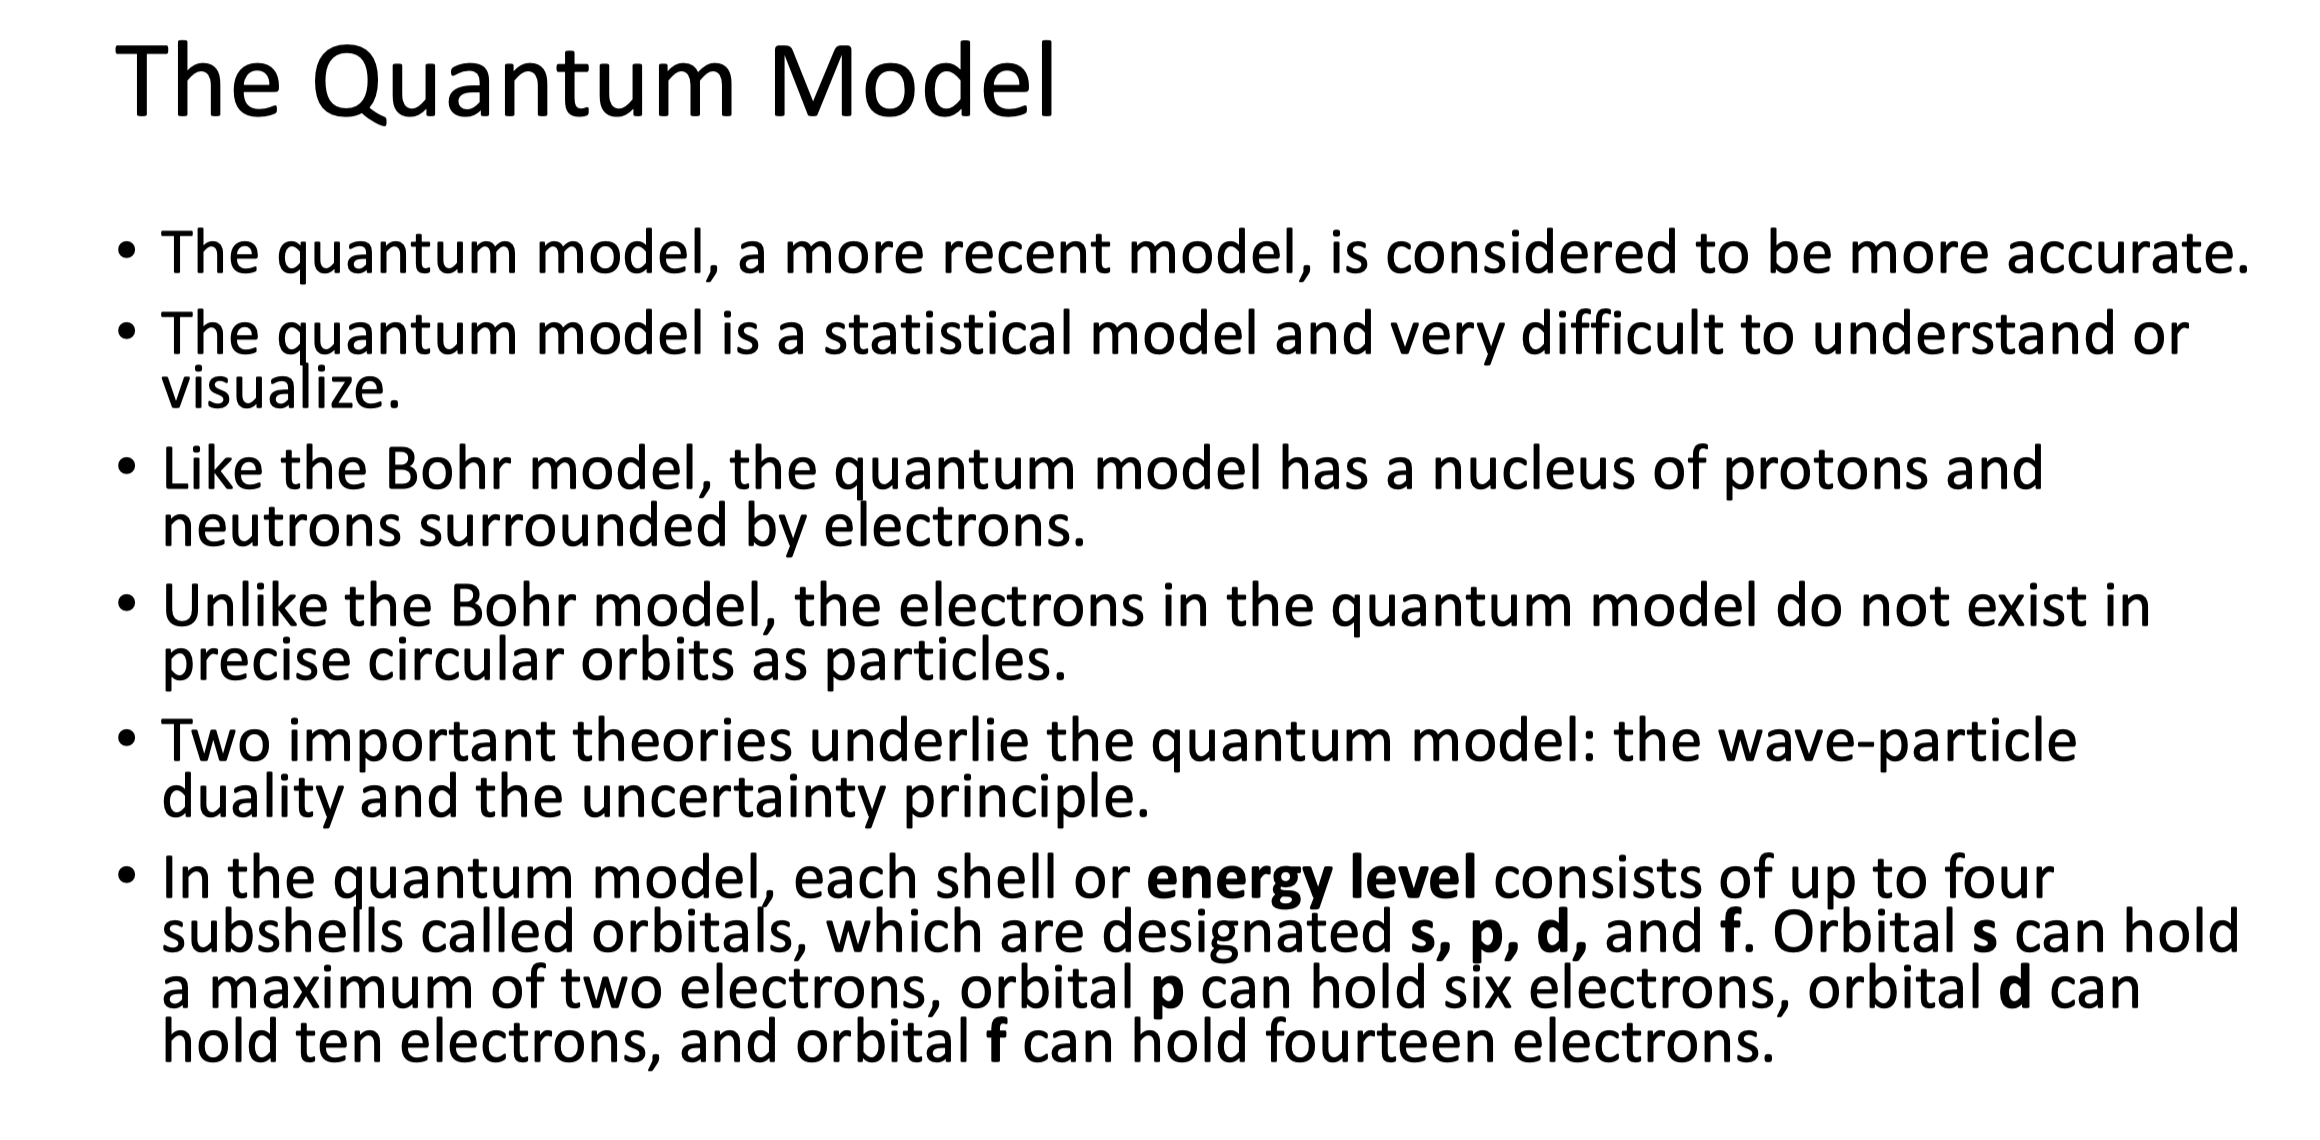 The Quantum Model
• The quantum model, a more recent model, is considered to be more accurate.
• The quantum model is a statistical model and very difficult to understand or
visualize.
• Like the Bohr model, the quantum model has a nucleus of protons and
neutrons surrounded by electrons.
• Unlike the Bohr model, the electrons in the quantum model do not exist in
precise circular orbits as particles.
• Two important theories underlie the quantum model: the wave-particle
duality and the uncertainty principle.
• In the quantum model, each shell or energy level consists of up to four
subshells called orbitals, which are designated s, p, d, and f. Orbital s can hold
a maximum of two electrons, orbital p can hold six electrons, orbital d can
hold ten electrons, and orbital f can hold fourteen electrons.